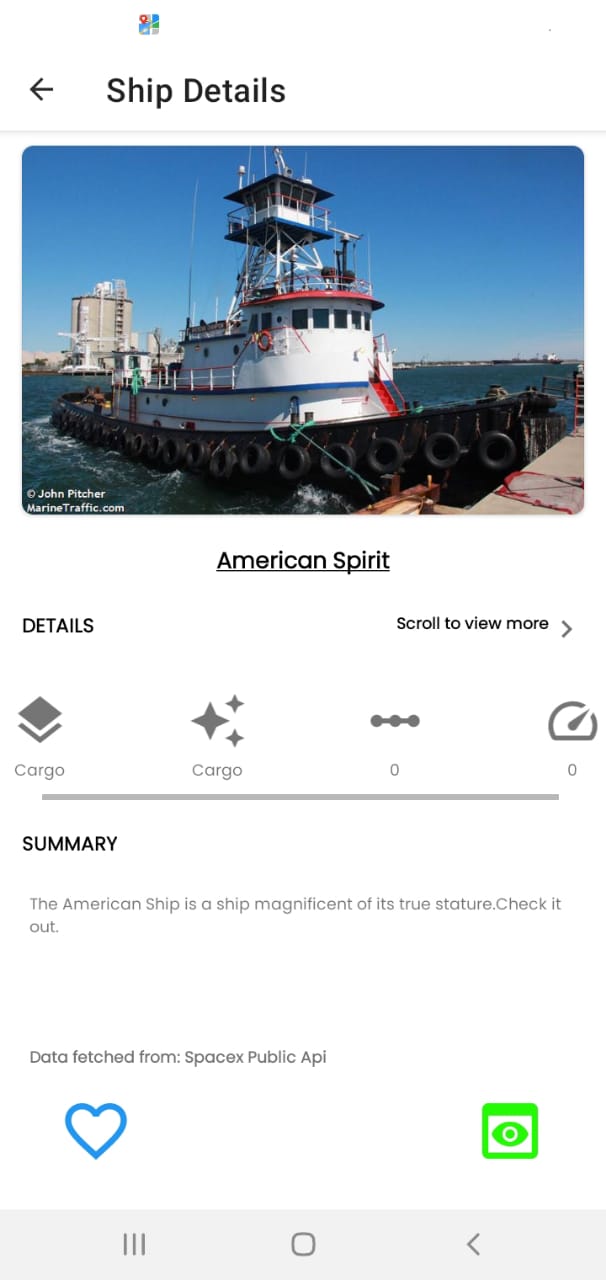 Ship Details
© John Pitcher
MarineTraffic.com
American Spirit
DETAILS
Scroll to view more
Cargo
Cargo
0
0
SUMMARY
The American Ship is a ship magnificent of its true stature.Check it
out.
Data fetched from: Spacex Public Api